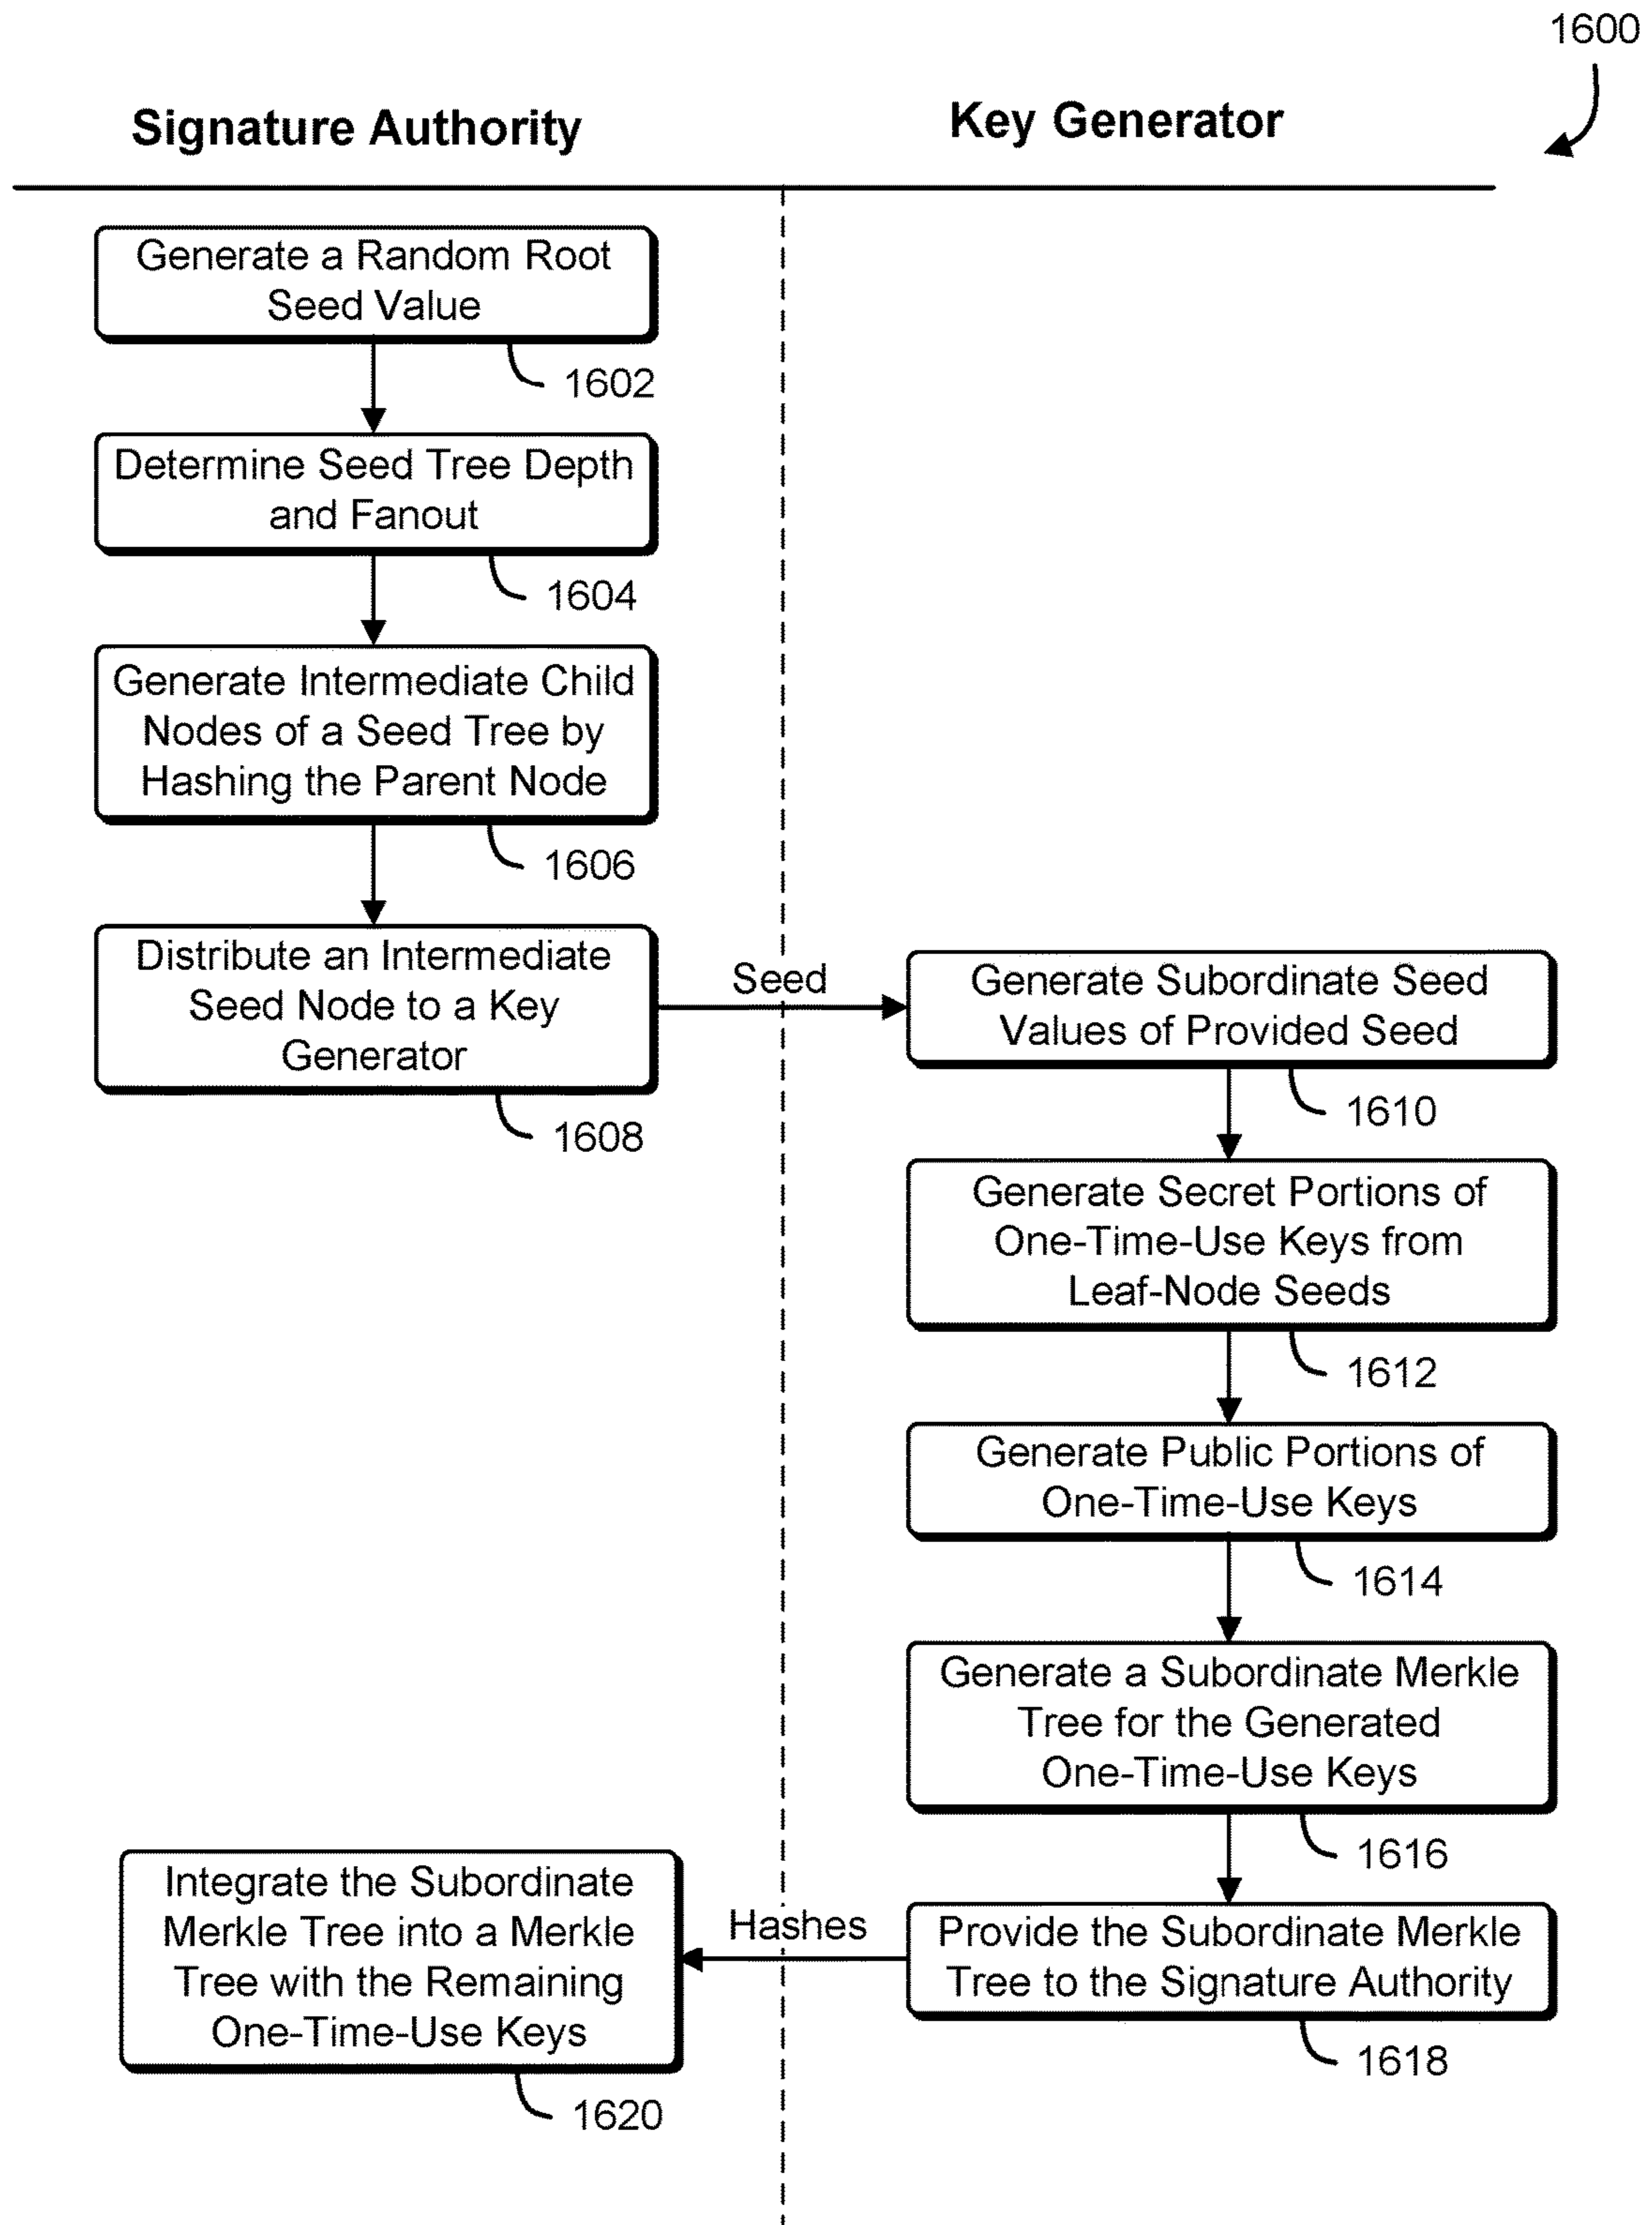 1600
Signature Authority
Key Generator
Generate a Random Root
Seed Value
1602
Determine Seed Tree Depth
and Fanout
1604
Generate Intermediate Child
Nodes of a Seed Tree by
Hashing the Parent Node
1606
Distribute an Intermediate
Seed Node to a Key
Generator
1608
Seed
Generate Subordinate Seed
Values of Provided Seed
1610
Generate Secret Portions of
One-Time-Use Keys from
Leaf-Node Seeds
1612
Generate Public Portions of
One-Time-Use Keys
1614
Generate a Subordinate Merkle
Tree for the Generated
One-Time-Use Keys
1616
Provide the Subordinate Merkle
Tree to the Signature Authority
1618
Hashes
Integrate the Subordinate
Merkle Tree into a Merkle
Tree with the Remaining
One-Time-Use Keys
1620